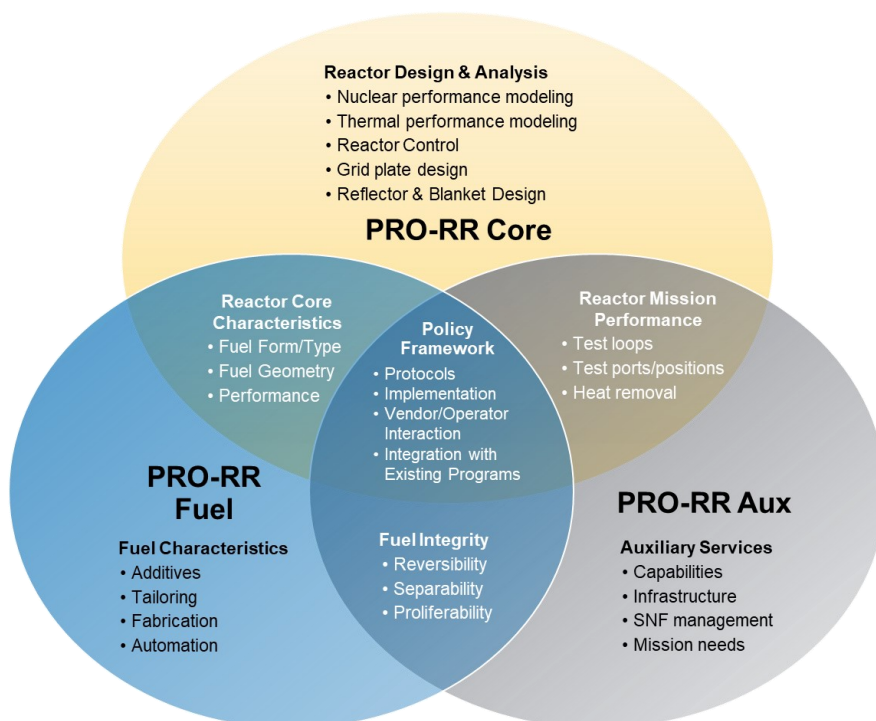 Reactor Design & Analysis
• Nuclear performance modeling
• Thermal performance modeling
• Reactor Control
• Grid plate design
• Reflector & Blanket Design
PRO-RR Core
Reactor Core
Characteristics
• Fuel Form/Type
• Fuel Geometry
• Performance
Policy
Framework
• Protocols
• Implementation
• Vendor/Operator
Interaction
• Integration with
Existing Programs
Reactor Mission
Performance
• Test loops
• Test ports/positions
• Heat removal
PRO-RR
Fuel
Fuel Characteristics
• Additives
• Tailoring
• Fabrication
• Automation
Fuel Integrity
• Reversibility
• Separability
• Proliferability
PRO-RR Aux
Auxiliary Services
• Capabilities
• Infrastructure
• SNF management
• Mission needs